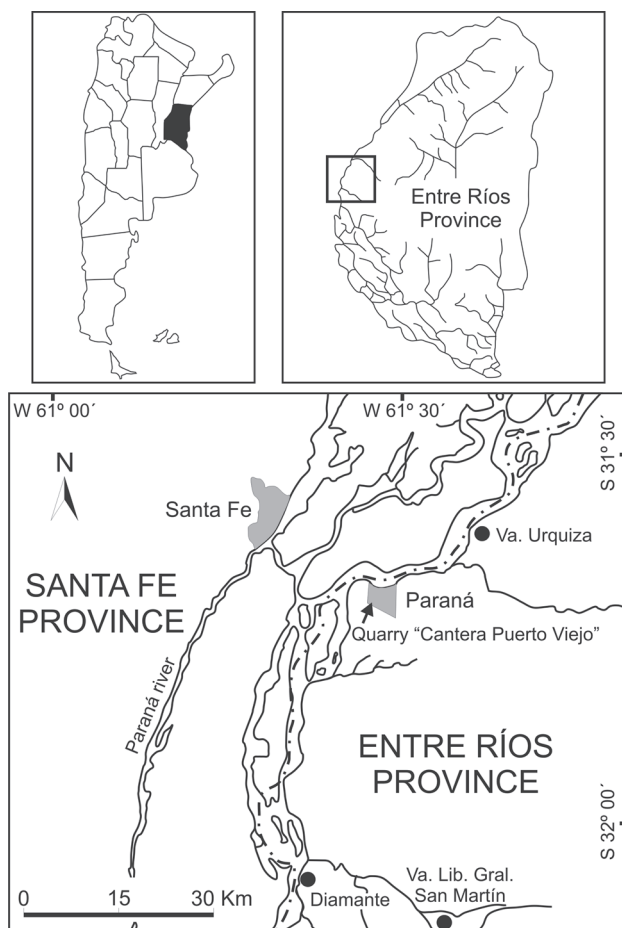 Entre Ríos
Province
W 61º 00´
W 61º 30´
S 31º 30´
N
Santa Fe
Va. Urquiza
SANTA FE
PROVINCE
Paraná
Quarry “Cantera Puerto Viejo”
Paraná river
ENTRE RÍOS
PROVINCE
S 32º 00´
Va. Lib. Gral.
San Martín
0 15 30 Km
Diamante